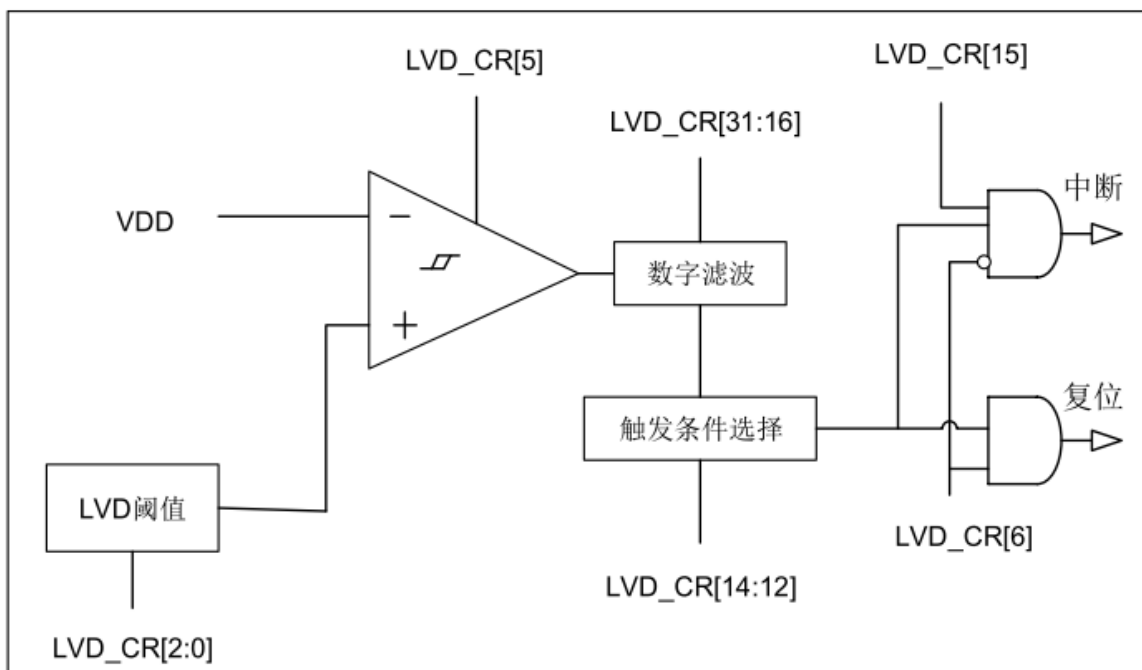 LVD_CR[5]
LVD_CR[15]
LVD_CR[31:16]
中断
VDD
数字滤波
复位
触发条件选择
LVD阈值
LVD_CR[6]
LVD_CR[14:12]
LVD_CR[2:0]